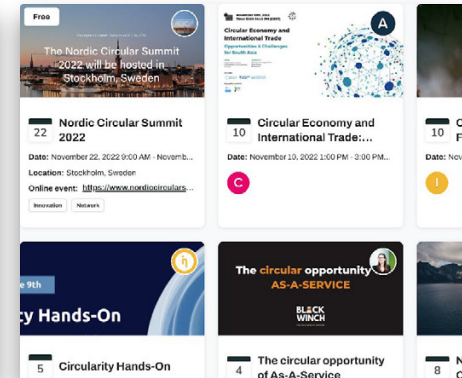 Free
The Nordic Circular Summit
2022 will be hosted in
Stockholm, Sweden
22
Nordic Circular Summit
2022
Date: November 22, 2022 9:00 AM - Novemb...
Location: Stockholm, Sweden
Online event: https://www.nordiccirculars...
Innovation Network
A
Circular Economy and
International Trade
Opportunities & Challenges
for South Asia
10
Circular Economy and
International Trade:...
Date: November 10, 2022 1:00 PM - 2:00 PM...
C
10
C
F
Date: Nov
I
e 9th
ty Hands-On
5
Circularity Hands-On
The circular opportunity
AS-A-SERVICE
BLACK
WINCH
4
The circular opportunity
of As-A-Service
8
N
C